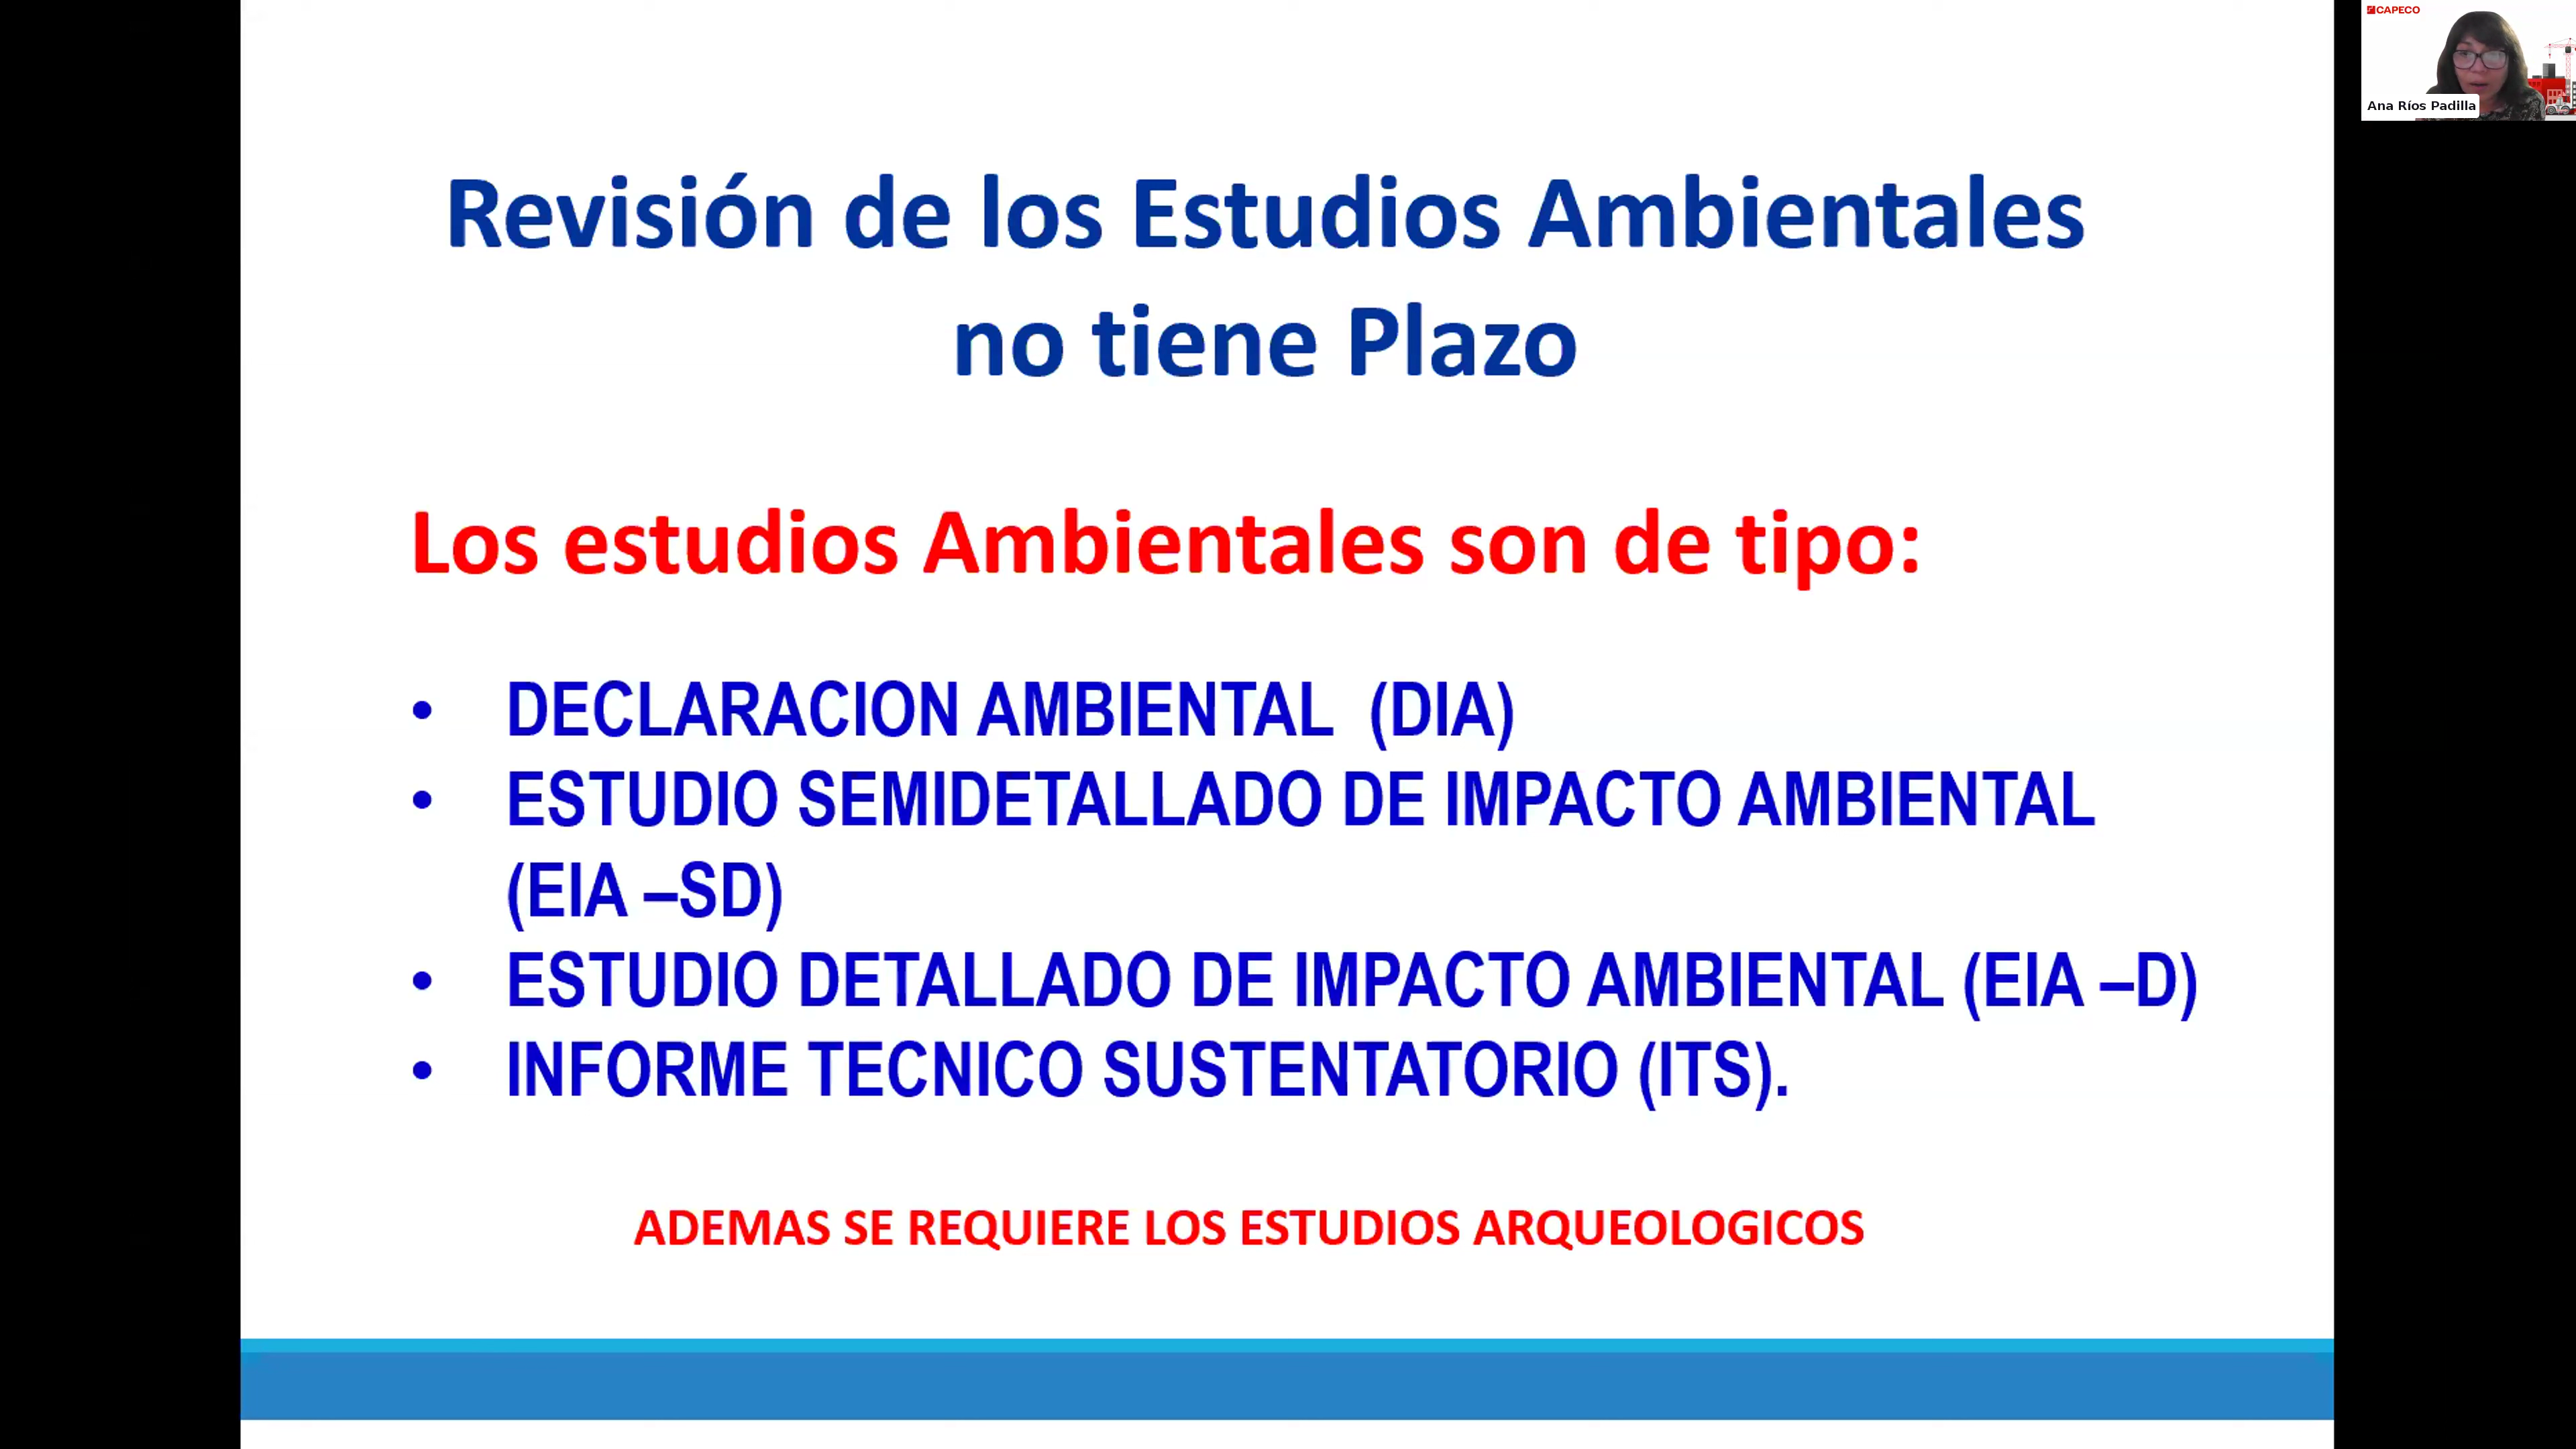 CAPECO
Ana Ríos Padilla
Revisión de los Estudios Ambientales
no tiene Plazo
Los estudios Ambientales son de tipo:
• DECLARACION AMBIENTAL (DIA)
• ESTUDIO SEMIDETALLADO DE IMPACTO AMBIENTAL
(EIA –SD)
• ESTUDIO DETALLADO DE IMPACTO AMBIENTAL (EIA –D)
• INFORME TECNICO SUSTENTATORIO (ITS).
ADEMAS SE REQUIERE LOS ESTUDIOS ARQUEOLOGICOS